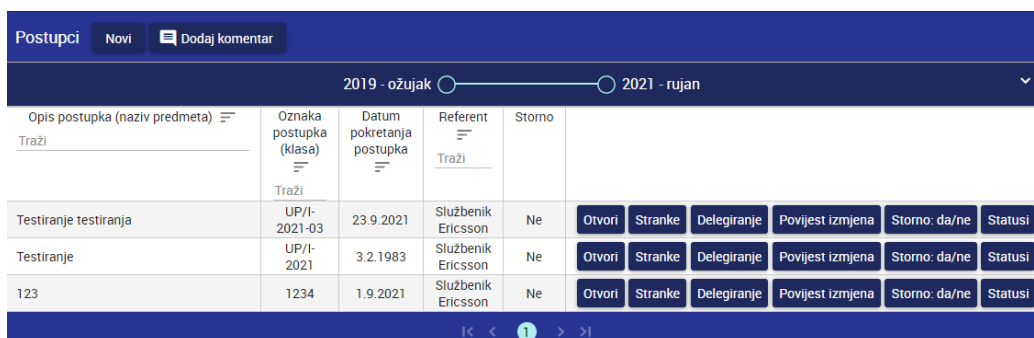 Postupci Novi Dodaj komentar
2019 - ožujak 2021 - rujan
Opis postupka (naziv predmeta) Oznaka postupka (klasa) Datum pokretanja postupka Referent Storno
Traži Traži Traži
Testiranje testiranja UP/I-2021-03 23.9.2021 Službenik Ericsson Ne Otvori Stranke Delegiranje Povijest izmjena Storno: da/ne Statusi
Testiranje UP/I-2021 3.2.1983 Službenik Ericsson Ne Otvori Stranke Delegiranje Povijest izmjena Storno: da/ne Statusi
123 1234 1.9.2021 Službenik Ericsson Ne Otvori Stranke Delegiranje Povijest izmjena Storno: da/ne Statusi
1